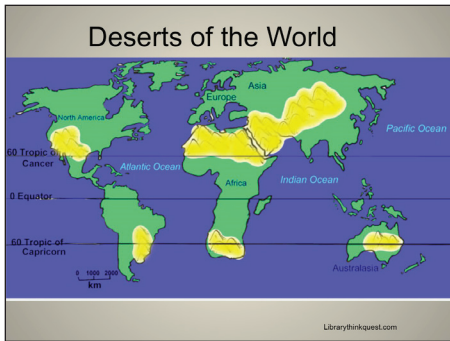 Deserts of the World
Asia
Europe
North America
Pacific Ocean
60 Tropic of
Cancer
Atlantic Ocean
Africa
Indian Ocean
0 Equator
60 Tropic of
Capricorn
Australasia
0 1000 2000
km
Librarythinkquest.com